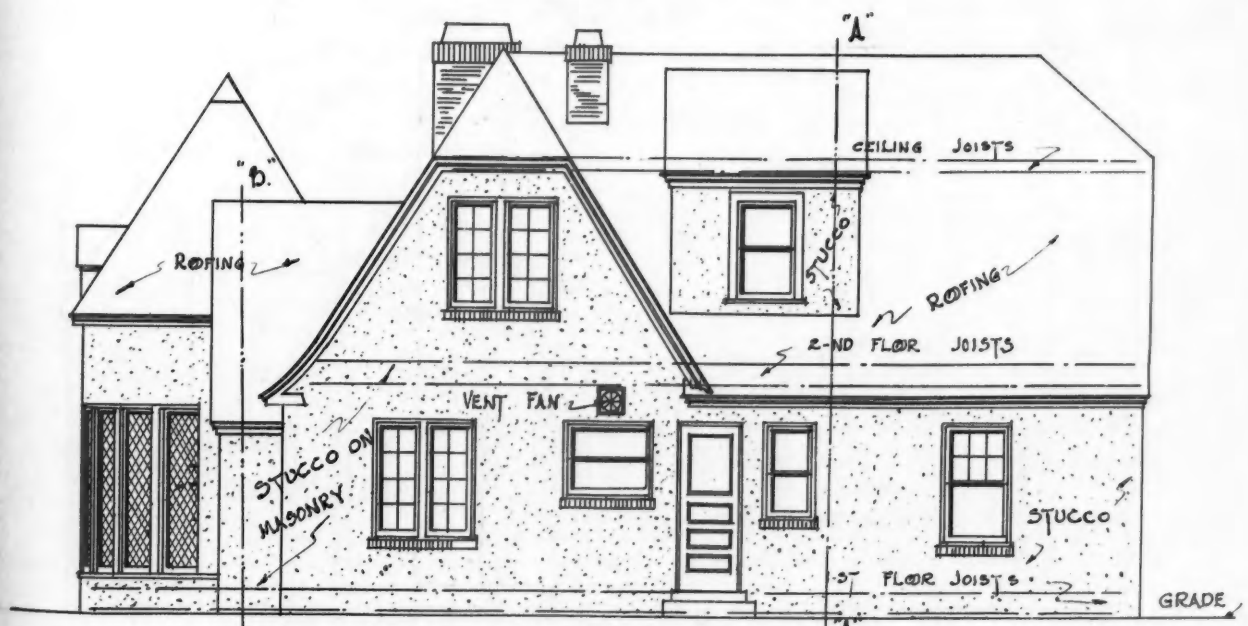 "A"
CEILING JOISTS
"B."
STUCCO
ROOFING
ROOFING
2-ND FLOOR JOISTS
VENT FAN
STUCCO ON
MASONRY
STUCCO
ST FLOOR JOISTS
GRADE
"A"